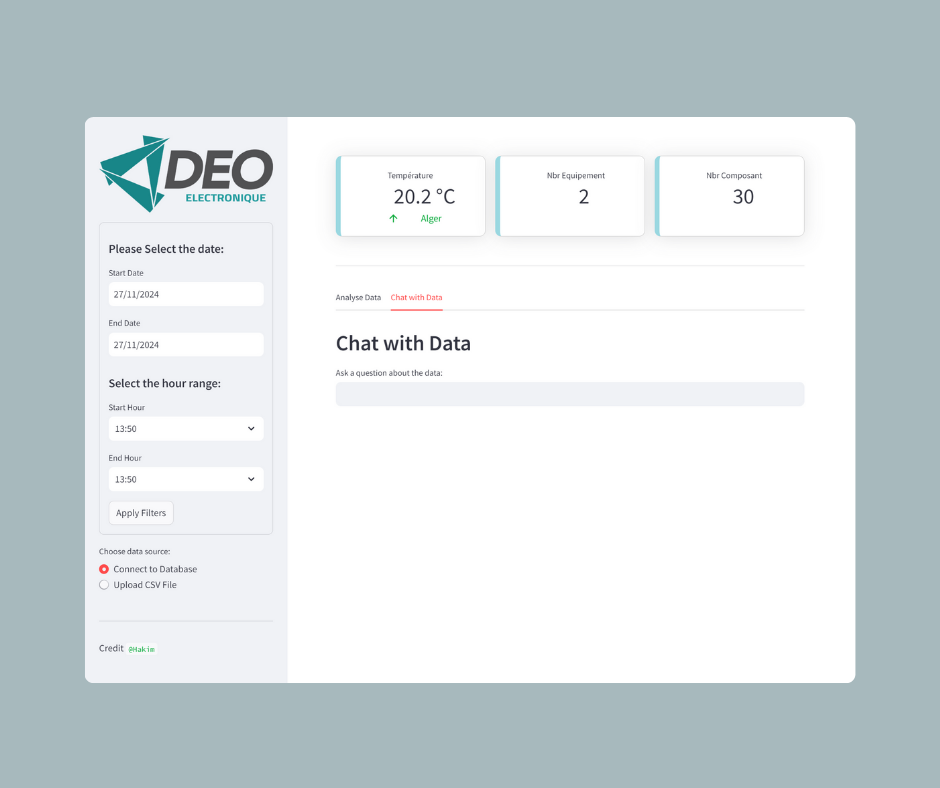 DEO
ELECTRONIQUE
Please Select the date:
Start Date
27/11/2024
End Date
27/11/2024
Select the hour range:
Start Hour
13:50
End Hour
13:50
Apply Filters
Choose data source:
Connect to Database
Upload CSV File
Credit @Hakim
Température
20.2 °C
Alger
Nbr Equipement
2
Nbr Composant
30
Analyse Data Chat with Data
Chat with Data
Ask a question about the data: